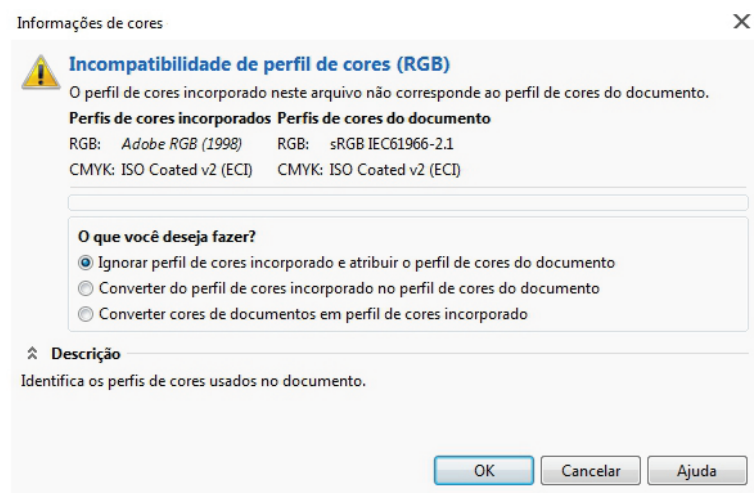 Informações de cores
Incompatibilidade de perfil de cores (RGB)
O perfil de cores incorporado neste arquivo não corresponde ao perfil de cores do documento.
Perfis de cores incorporados Perfis de cores do documento
RGB: Adobe RGB (1998) RGB: sRGB IEC61966-2.1
CMYK: ISO Coated v2 (ECI) CMYK: ISO Coated v2 (ECI)
O que você deseja fazer?
Ignorar perfil de cores incorporado e atribuir o perfil de cores do documento
Converter do perfil de cores incorporado no perfil de cores do documento
Converter cores de documentos em perfil de cores incorporado
Descrição
Identifica os perfis de cores usados no documento.
OK Cancelar Ajuda